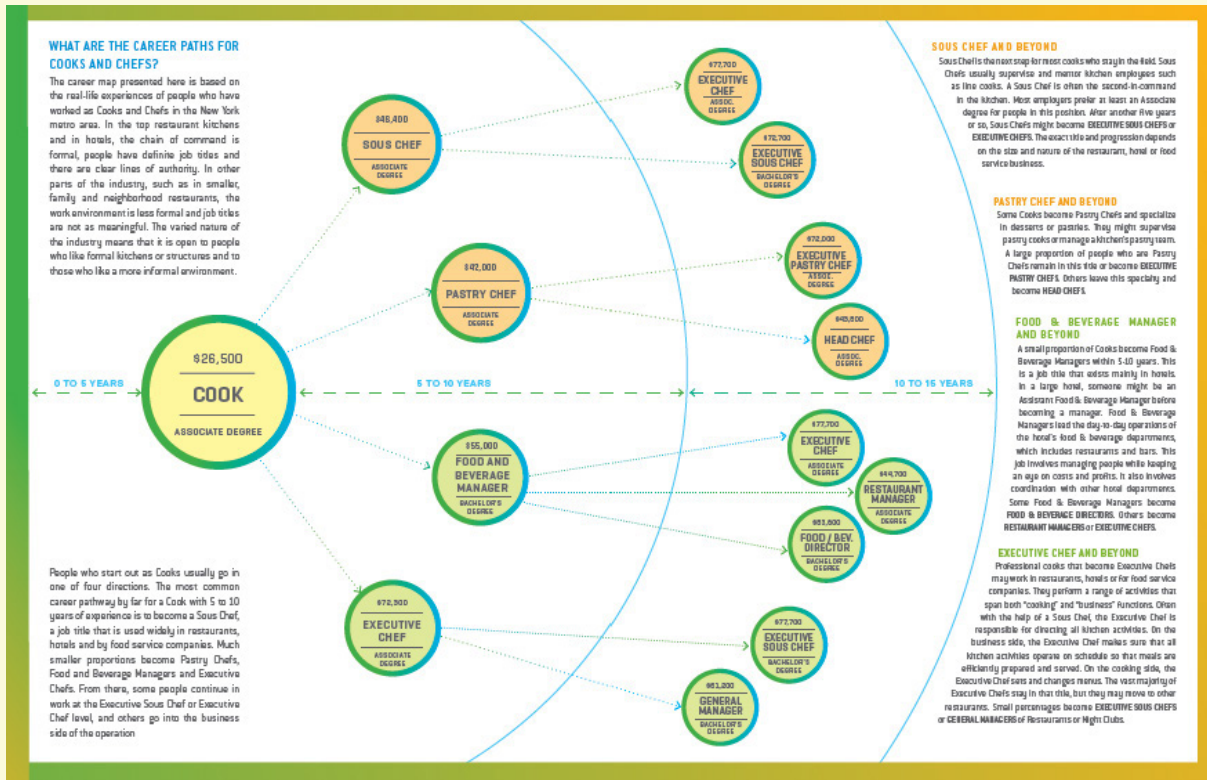 WHAT ARE THE CAREER PATHS FOR
COOKS AND CHEFS?
The career map presented here is based on
the real-life experiences of people who have
worked as Cooks and Chefs in the New York
metro area. In the top restaurant kitchens
and in hotels, the chain of command is
formal, people have definite job titles and
there are clear lines of authority. In other
parts of the industry, such as in smaller,
family and neighborhood restaurants, the
work environment is less formal and job titles
are not as meaningful. The varied nature of
the industry means that it is open to people
who like formal kitchens or structures and to
those who like a more informal environment.
$26,500
COOK
ASSOCIATE DEGREE
0 TO 5 YEARS
5 TO 10 YEARS
10 TO 15 YEARS
People who start out as Cooks usually go in
one of four directions. The most common
career pathway by far for a Cook with 5 to 10
years of experience is to become a Sous Chef,
a job title that is used widely in restaurants,
hotels and by food service companies. Much
smaller proportions become Pastry Chefs,
Food and Beverage Managers and Executive
Chefs. From there, some people continue in
work at the Executive Sous Chef or Executive
Chef level, and others go into the business
side of the operation
SOUS CHEF
ASSOCIATE
DEGREE
$42,000
PASTRY CHEF
ASSOCIATE
DEGREE
$55,000
FOOD AND
BEVERAGE
MANAGER
BACHELOR'S
DEGREE
EXECUTIVE
CHEF
ASSOCIATE
DEGREE
$77,700
EXECUTIVE
CHEF
ASSOC.
DEGREE
EXECUTIVE
SOUS CHEF
BACHELOR'S
DEGREE
$72,000
EXECUTIVE
PASTRY CHEF
ASSOC.
DEGREE
HEAD CHEF
ASSOC.
DEGREE
$77,700
EXECUTIVE
CHEF
ASSOCIATE
DEGREE
$44,700
RESTAURANT
MANAGER
ASSOCIATE
DEGREE
FOOD / BEV.
DIRECTOR
BACHELOR'S
DEGREE
$77,700
EXECUTIVE
SOUS CHEF
BACHELOR'S
DEGREE
GENERAL
MANAGER
BACHELOR'S
DEGREE
SOUS CHEF AND BEYOND
Sous Chef is the next step for most cooks who stay in the field. Sous
Chefs usually supervise and mentor kitchen employees such
as line cooks. A Sous Chef is often the second-in-command
in the kitchen. Most employers prefer at least an Associate
degree for people in this position. After another five years
or so, Sous Chefs might become EXECUTIVE SOUS CHEFS or
EXECUTIVE CHEFS. The exact title and progression depends
on the size and nature of the restaurant, hotel or food
service business.
PASTRY CHEF AND BEYOND
Some Cooks become Pastry Chefs and specialize
in desserts or pastries. They might supervise
pastry cooks or manage a kitchen's pastry team.
A large proportion of people who are Pastry
Chefs remain in this title or become EXECUTIVE
PASTRY CHEFS. Others leave this specialty and
become HEAD CHEFS.
FOOD & BEVERAGE MANAGER
AND BEYOND
A small proportion of Cooks become Food &
Beverage Managers within 5-10 years. This
is a job title that exists mainly in hotels.
In a large hotel, someone might be an
Assistant Food & Beverage Manager before
becoming a manager. Food & Beverage
Managers lead the day-to-day operations of
the hotel's food & beverage departments,
which includes restaurants and bars. This
job involves managing people while keeping
an eye on costs and profits. It also involves
coordination with other hotel departments.
Some Food & Beverage Managers become
FOOD & BEVERAGE DIRECTORS. Others become
RESTAURANT MANAGERS or EXECUTIVE CHEFS.
EXECUTIVE CHEF AND BEYOND
Professional cooks that become Executive Chefs
may work in restaurants, hotels or for food service
companies. They perform a range of activities that
span both "cooking" and "business" functions. Often
with the help of a Sous Chef, the Executive Chef is
responsible for directing all kitchen activities. On the
business side, the Executive Chef makes sure that all
kitchen activities operate on schedule so that meals are
efficiently prepared and served. On the cooking side, the
Executive Chef sets and changes menus. The vast majority of
Executive Chefs stay in that title, but they may move to other
restaurants. Small percentages become EXECUTIVE SOUS CHEFS
or GENERAL MANAGERS of Restaurants or Night Clubs.